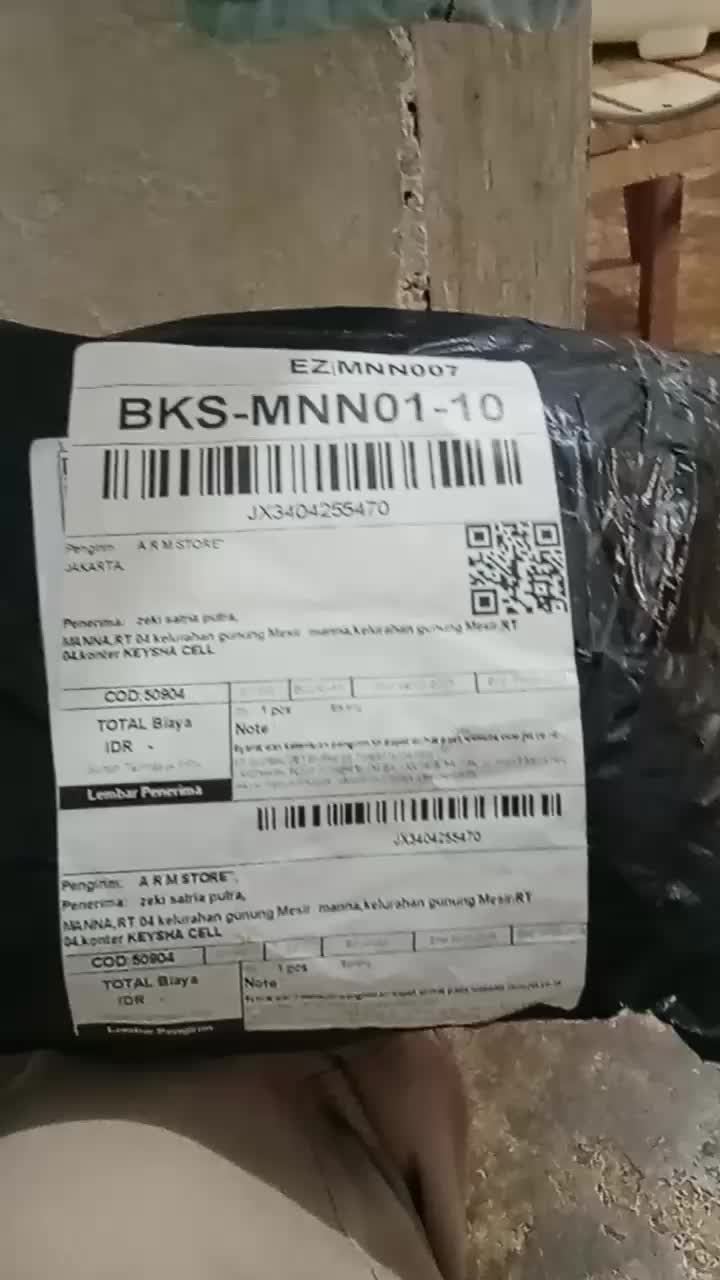 EZ|MNN007
BKS-MNN01-10
JX3404255470
Pengirim: A R M STORE
JAKARTA,
Penerima: zeki satria putra,
MANNA,RT 04 kelurahan gunung Mesir manna,kelurahan gunung Mesir,RT
04,konter KEYSHA CELL
COD:50904
1 pcs
TOTAL Biaya
IDR -
Note
Lembar Penerima
JX3404255470
Pengirim: A R M STORE
Penerima: zeki satria putra,
MANNA,RT 04 kelurahan gunung Mesir manna,kelurahan gunung Mesir,RT
04,konter KEYSHA CELL
COD:50904
1 pcs
TOTAL Biaya
IDR -
Note
Lembar Pengirim